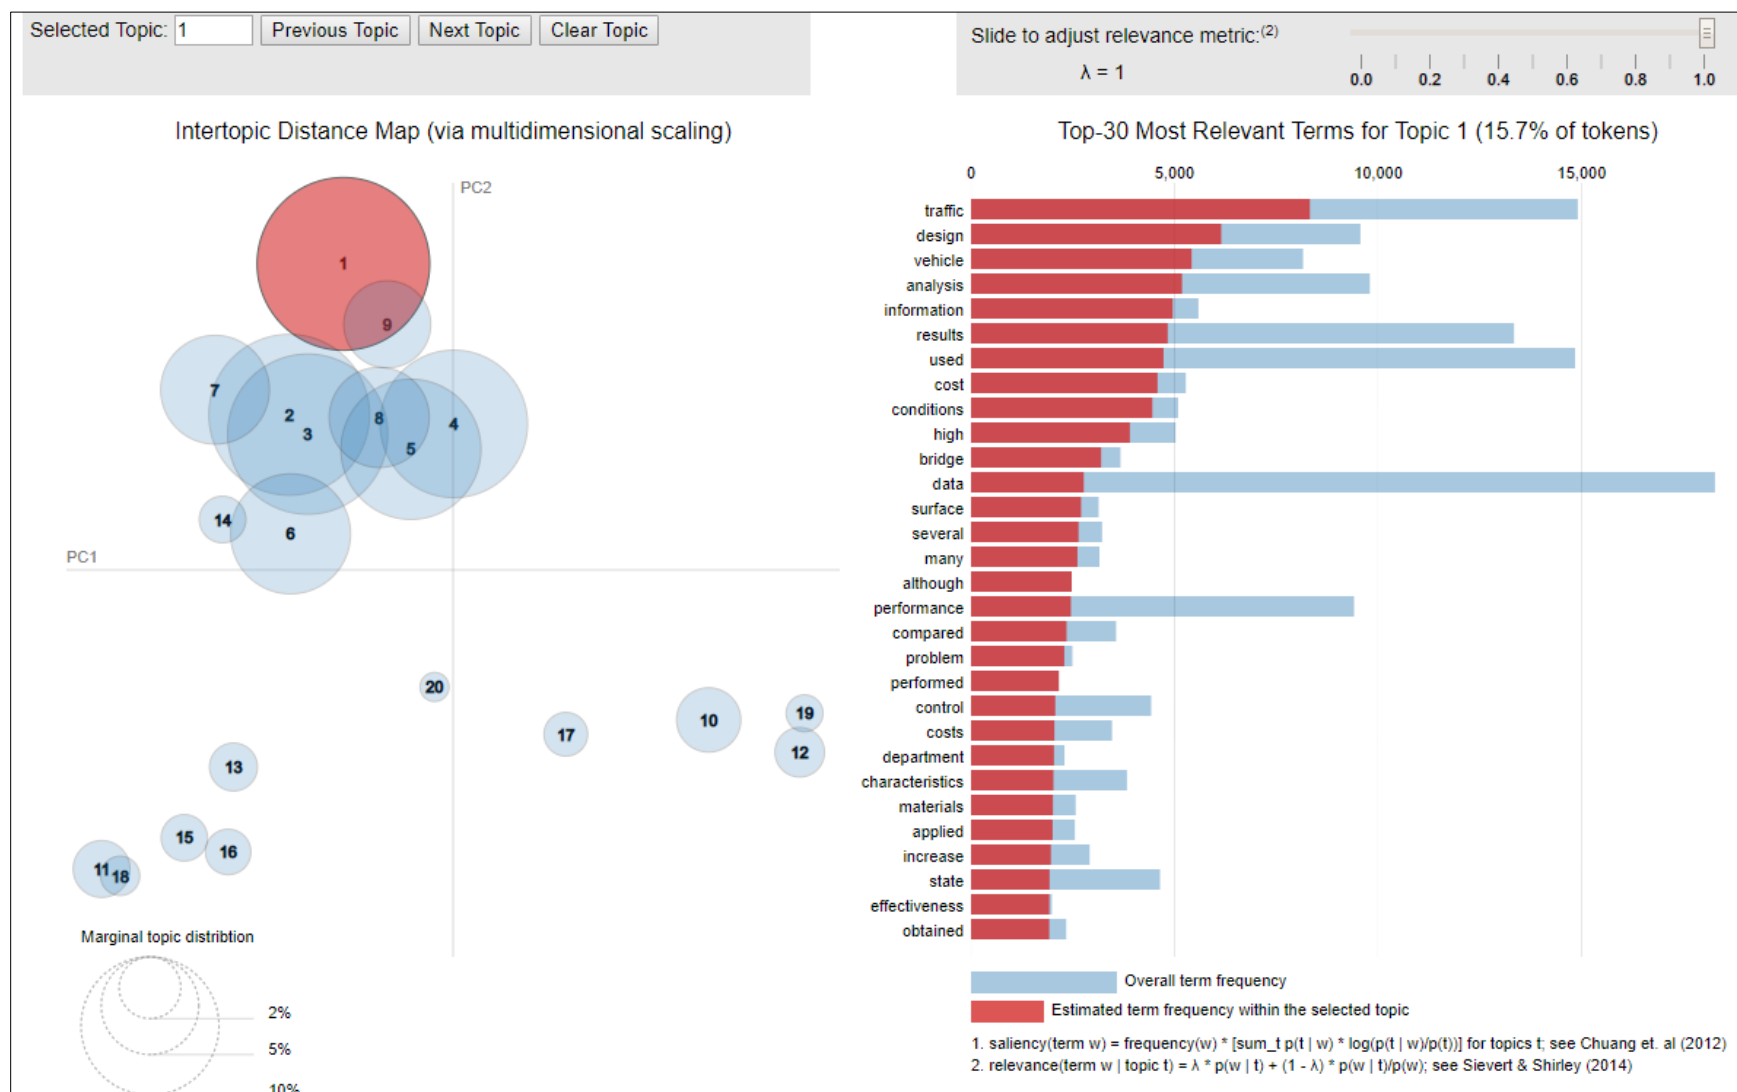 Selected Topic: 1 Previous Topic Next Topic Clear Topic
Slide to adjust relevance metric:(2)
λ = 1
0.0 0.2 0.4 0.6 0.8 1.0
Intertopic Distance Map (via multidimensional scaling)
PC2
PC1
1
9
7
2
3
8
4
5
14
6
20
17
10
19
12
13
15
16
11
18
Marginal topic distribtion
2%
5%
10%
Top-30 Most Relevant Terms for Topic 1 (15.7% of tokens)
0 5,000 10,000 15,000
traffic
design
vehicle
analysis
information
results
used
cost
conditions
high
bridge
data
surface
several
many
although
performance
compared
problem
performed
control
costs
department
characteristics
materials
applied
increase
state
effectiveness
obtained
Overall term frequency
Estimated term frequency within the selected topic
1. saliency(term w) = frequency(w) * [sum_t p(t | w) * log(p(t | w)/p(t))] for topics t; see Chuang et. al (2012)
2. relevance(term w | topic t) = λ * p(w | t) + (1 - λ) * p(w | t)/p(w); see Sievert & Shirley (2014)